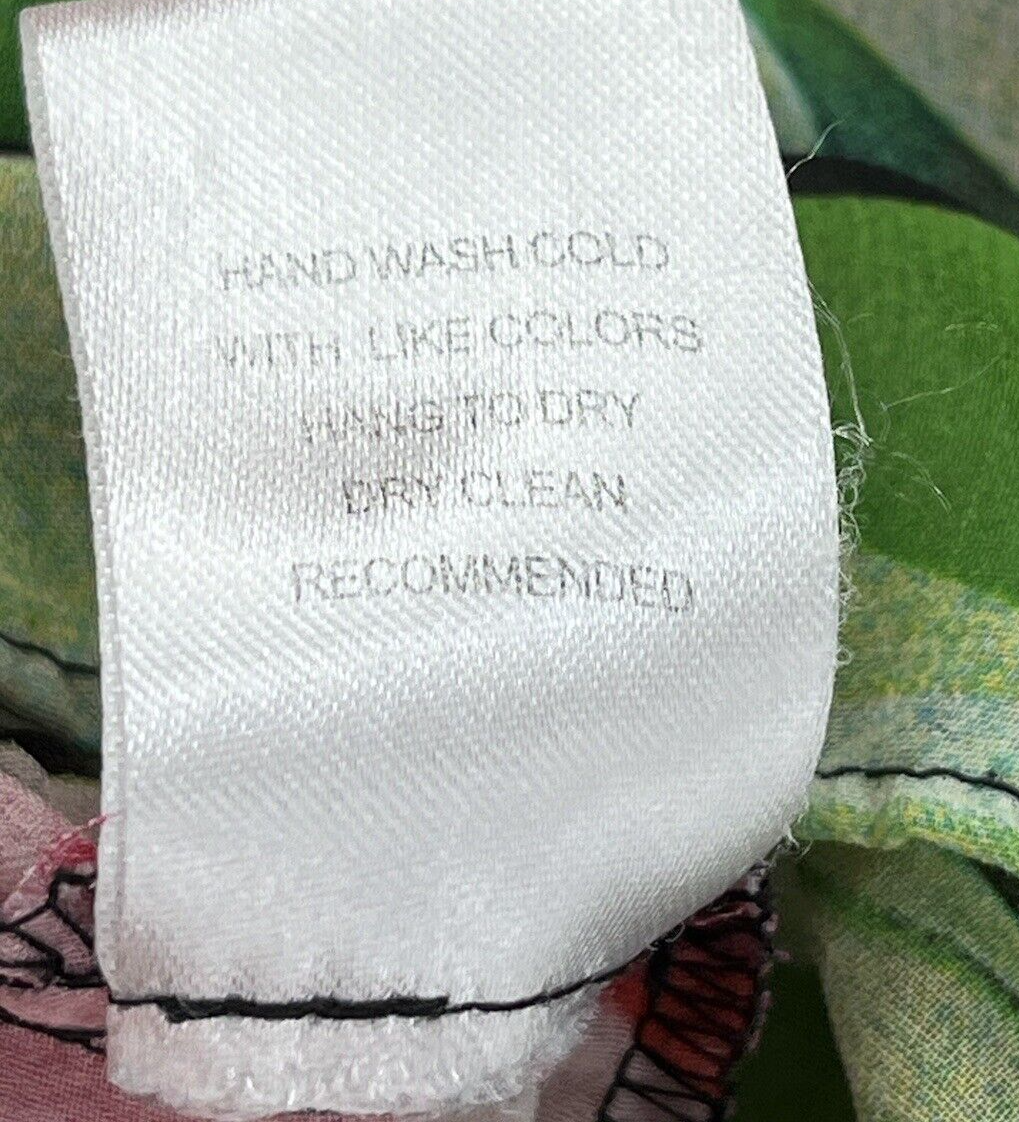 HAND WASH COLD
WITH LIKE COLORS
HANG TO DRY
DRY CLEAN
RECOMMENDED